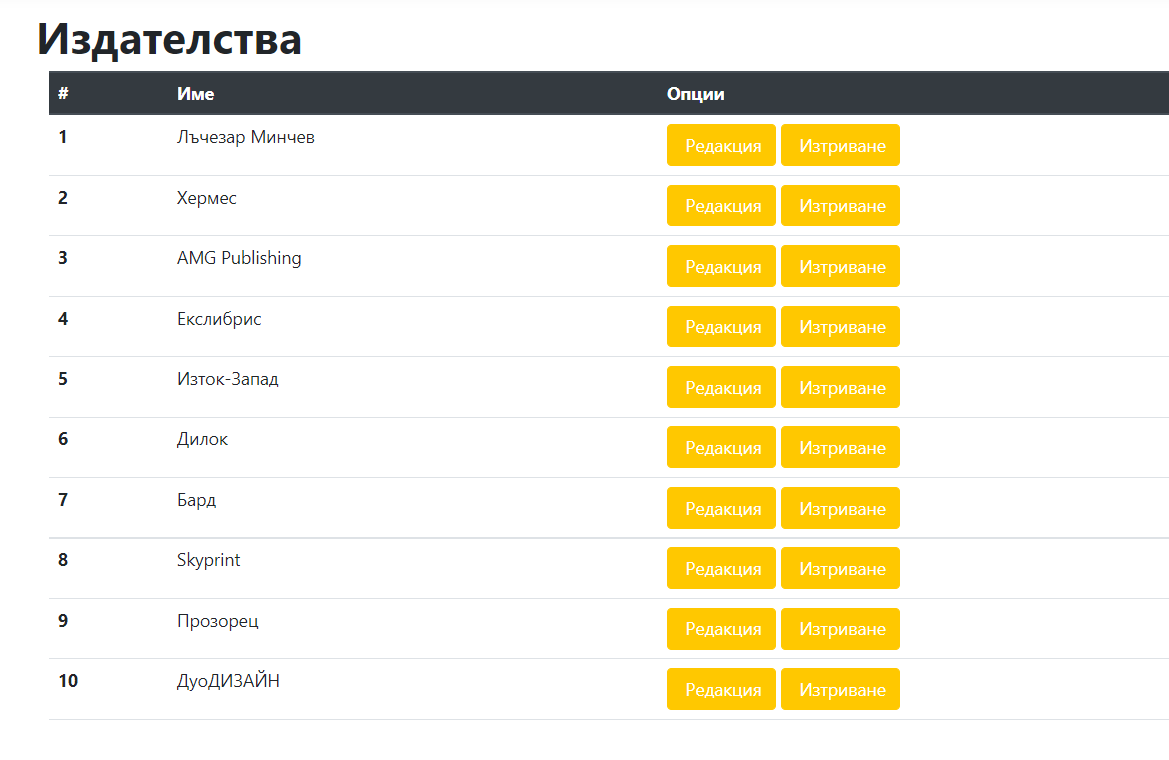 Издателства
# Име Опции
1 Лъчезар Минчев Редакция Изтриване
2 Хермес Редакция Изтриване
3 AMG Publishing Редакция Изтриване
4 Екслибрис Редакция Изтриване
5 Изток-Запад Редакция Изтриване
6 Дилок Редакция Изтриване
7 Бард Редакция Изтриване
8 Skyprint Редакция Изтриване
9 Прозорец Редакция Изтриване
10 ДуоДИЗАЙН Редакция Изтриване